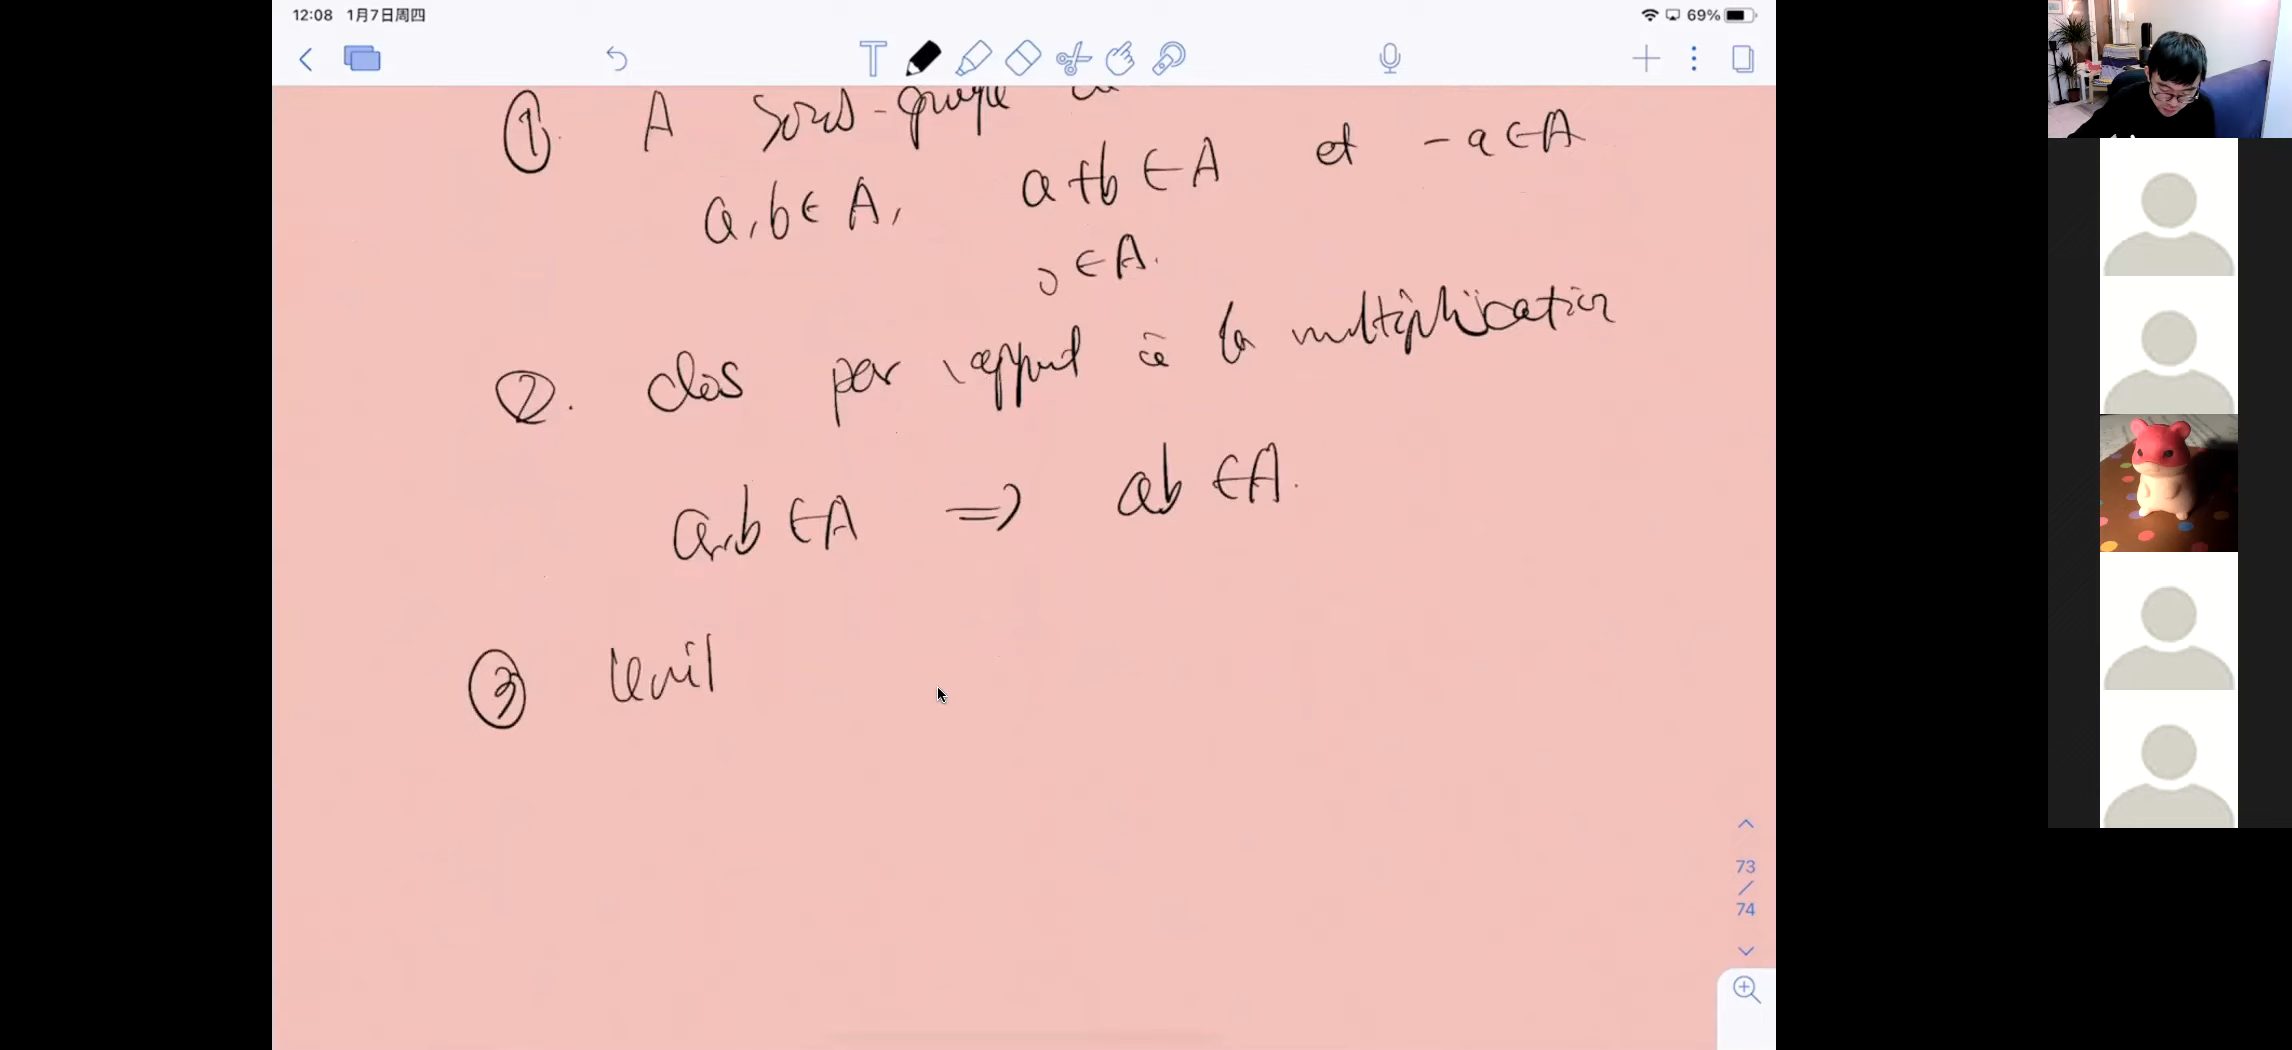 12:08 1月7日周四
69%
① A sous-groupe
a, b ∈ A, a+b ∈ A et -a ∈ A
0 ∈ A.
②. clos par rapport à la multiplication
a, b ∈ A ⇒ ab ∈ A.
③
73
/
74